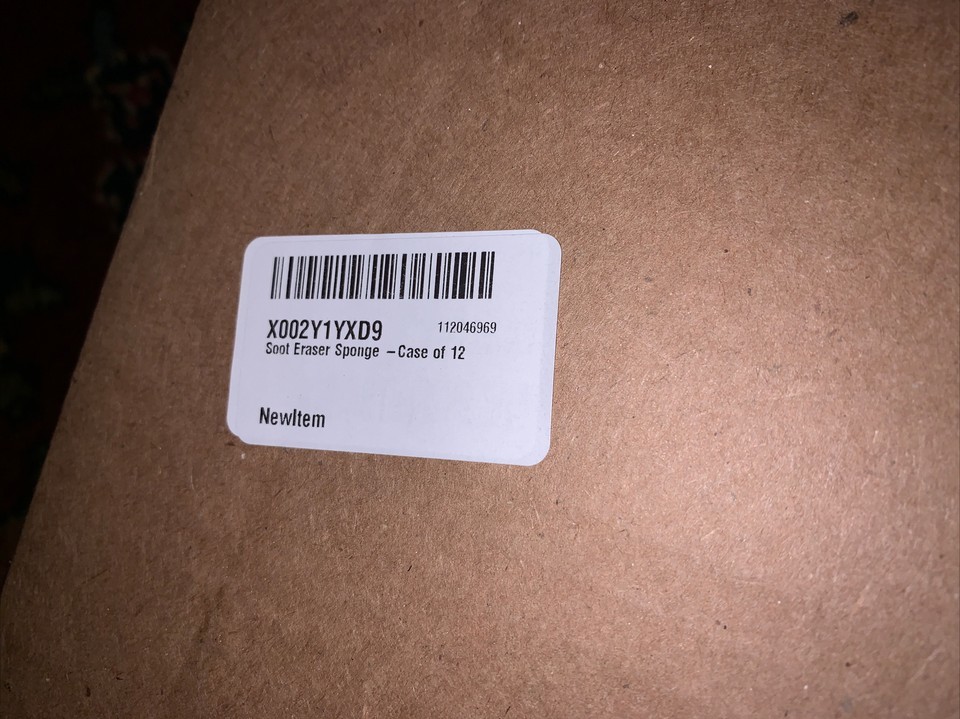 X002Y1YXD9 112046969
Soot Eraser Sponge –Case of 12
NewItem